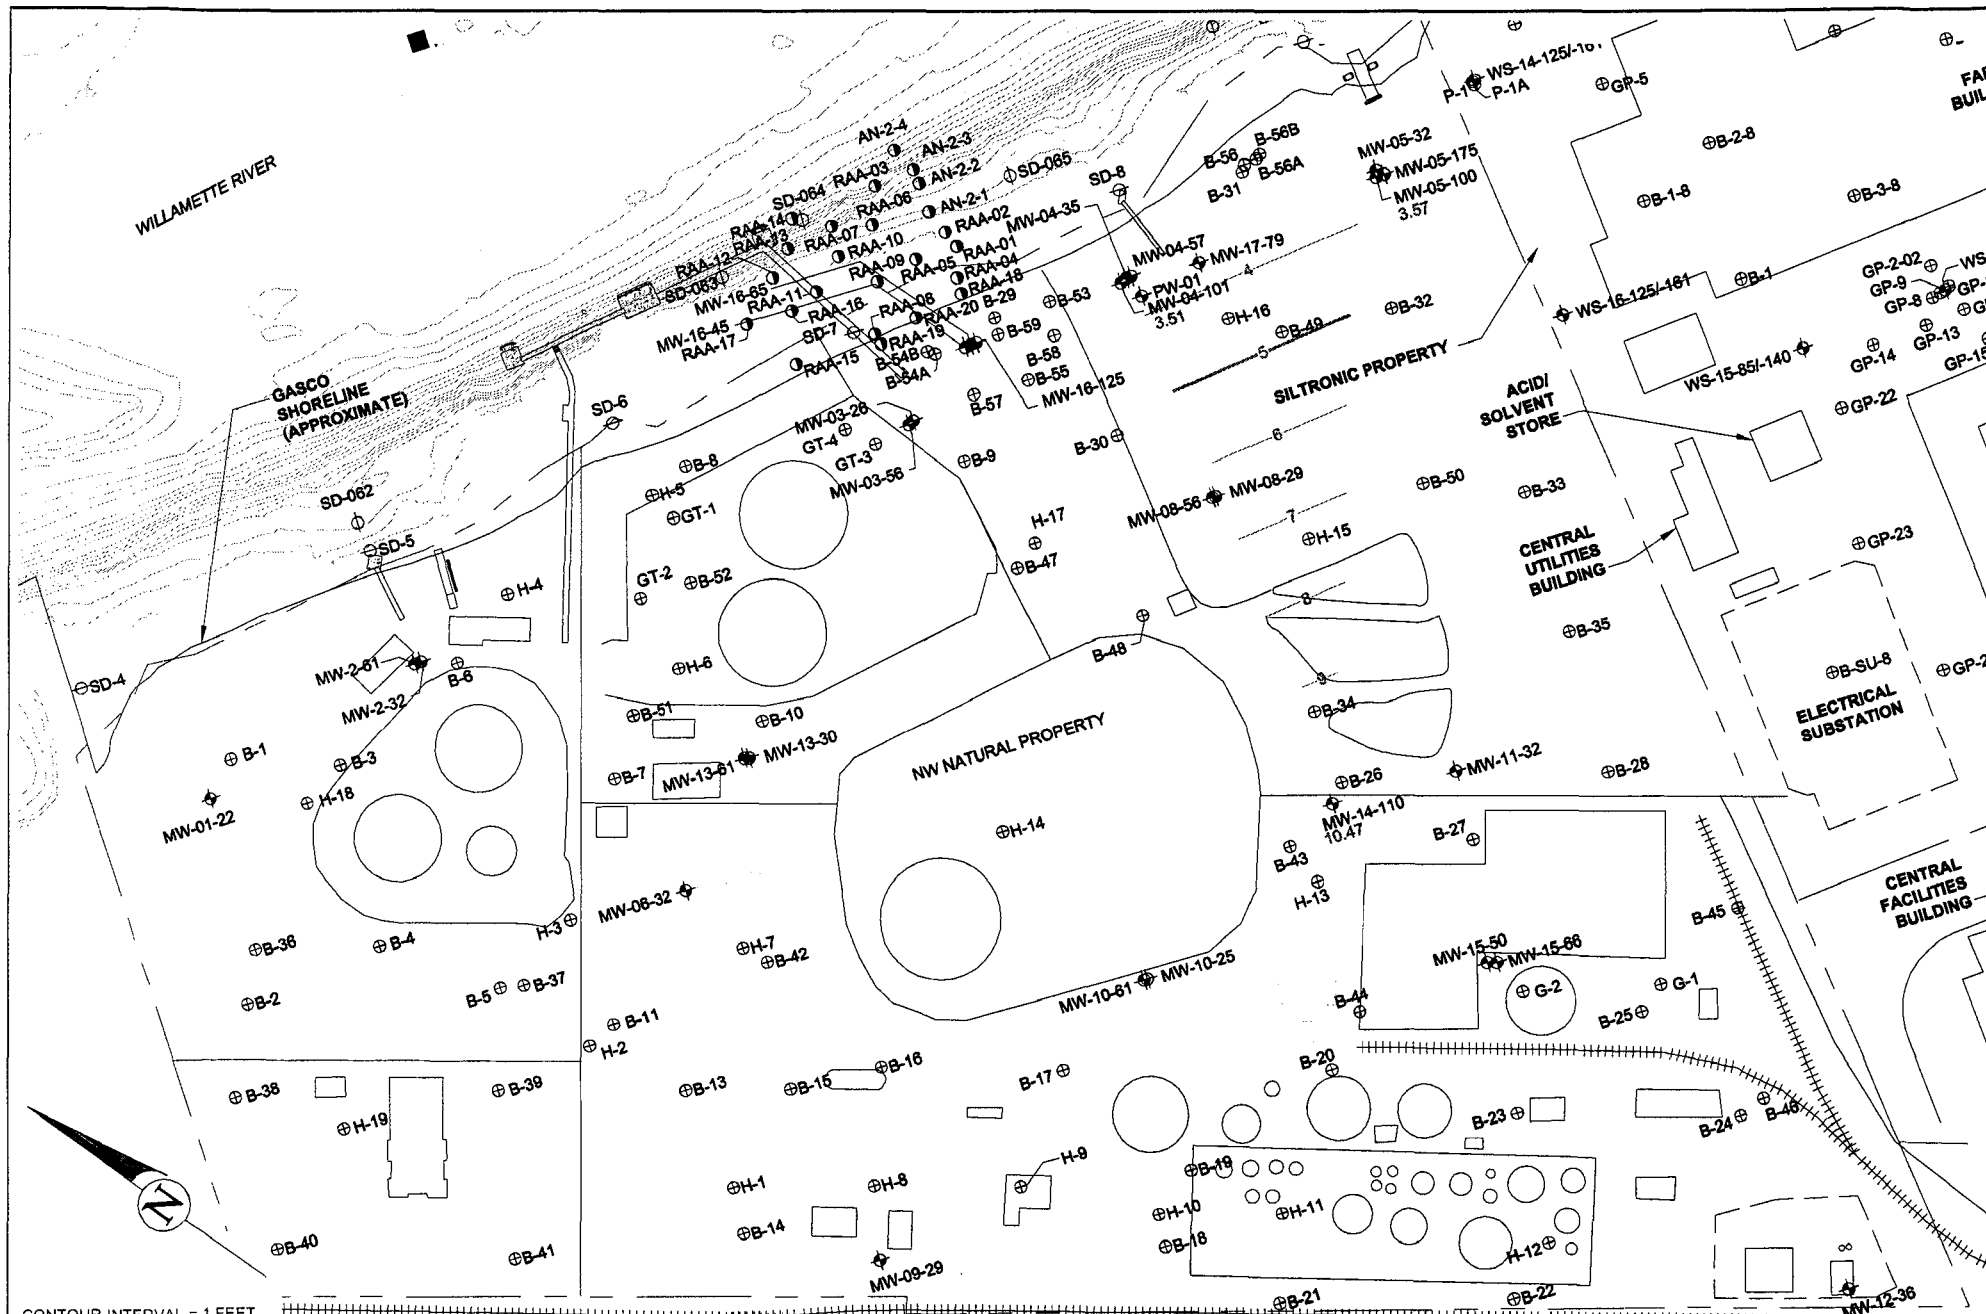 WILLAMETTE RIVER
GASCO
SHORELINE
(APPROXIMATE)
AN-2-4
AN-2-3
AN-2-2
AN-2-1
SD-065
SD-064
RAA-03
RAA-06
RAA-14
RAA-13
RAA-07
RAA-10
RAA-02
RAA-01
RAA-12
RAA-09
RAA-05
RAA-04
RAA-18
SD-063
MW-16-65
RAA-11
RAA-16
RAA-08
RAA-20
B-29
MW-16-45
RAA-17
SD-7
RAA-19
RAA-15
B-54B
B-54A
B-59
B-58
B-55
B-53
B-57
MW-16-125
SD-8
MW-04-35
MW-04-57
MW-17-79
PW-01
MW-04-101
3.51
B-56B
B-56
B-56A
B-31
MW-05-32
MW-05-175
MW-05-100
3.57
P-1
P-1A
GP-5
B-2-8
B-1-8
B-3-8
B-1
GP-2-02
GP-9
GP-8
GP-13
GP-14
GP-22
WS-16-125/-161
WS-15-85/-140
4
H-16
B-32
B-49
5
SILTRONIC PROPERTY
ACID/
SOLVENT
STORE
SD-6
MW-03-26
GT-4
GT-3
MW-03-56
B-9
B-30
6
B-8
H-5
GT-1
SD-062
SD-5
MW-08-56
MW-08-29
B-50
B-33
7
H-15
H-17
B-47
GT-2
B-52
H-4
CENTRAL
UTILITIES
BUILDING
GP-23
8
B-35
B-48
SD-4
MW-2-61
B-6
MW-2-32
H-6
9
B-34
B-SU-8
ELECTRICAL
SUBSTATION
B-51
B-10
NW NATURAL PROPERTY
B-1
B-3
H-18
MW-01-22
B-7
MW-13-61
MW-13-30
B-26
MW-11-32
B-28
MW-14-110
10.47
B-27
H-14
B-43
H-13
MW-06-32
CENTRAL
FACILITIES
BUILDING
B-45
B-36
B-4
H-3
H-7
B-42
MW-15-50
MW-15-66
MW-10-61
MW-10-25
B-2
B-5
B-37
B-11
H-2
G-2
G-1
B-44
B-25
B-38
H-19
B-39
B-13
B-15
B-16
B-17
B-20
B-23
B-24
B-46
H-9
H-1
H-8
B-19
B-14
H-10
H-11
B-18
H-12
B-40
B-41
N
MW-09-29
B-21
B-22
MW-12-36
CONTOUR INTERVAL = 1 FEET